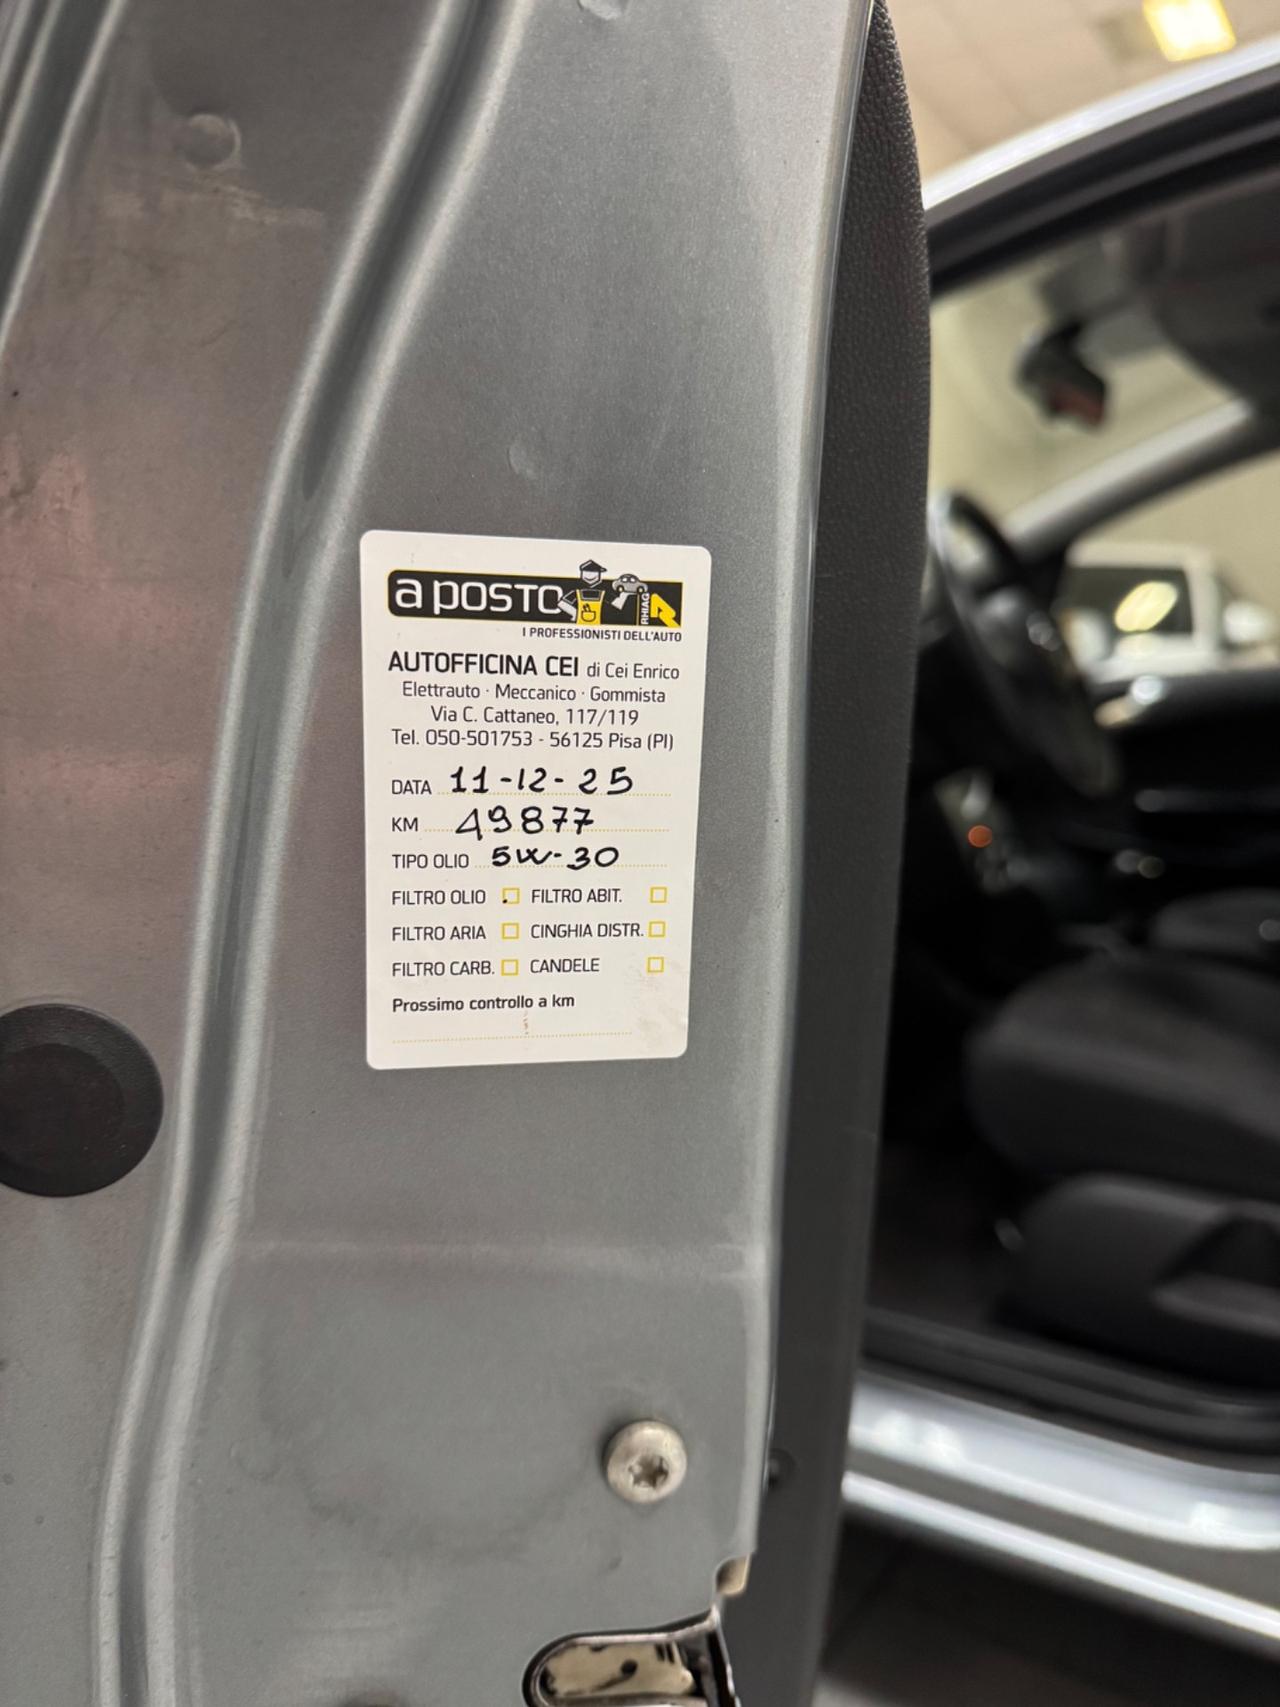 a POSTO RHIAG
I PROFESSIONISTI DELL'AUTO
AUTOFFICINA CEI di Cei Enrico
Elettrauto · Meccanico · Gommista
Via C. Cattaneo, 117/119
Tel. 050-501753 - 56125 Pisa (PI)
DATA 11-12-25
KM 49877
TIPO OLIO 5W-30
FILTRO OLIO FILTRO ABIT.
FILTRO ARIA CINGHIA DISTR.
FILTRO CARB. CANDELE
Prossimo controllo a km